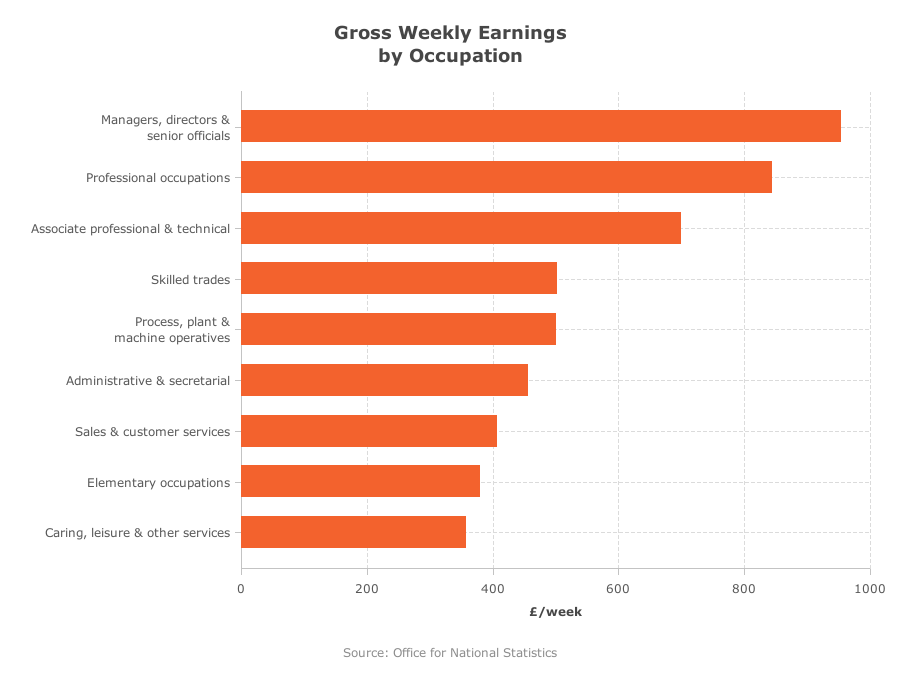 Gross Weekly Earnings
by Occupation
Managers, directors &
senior officials
Professional occupations
Associate professional & technical
Skilled trades
Process, plant &
machine operatives
Administrative & secretarial
Sales & customer services
Elementary occupations
Caring, leisure & other services
0 200 400 600 800 1000
£/week
Source: Office for National Statistics